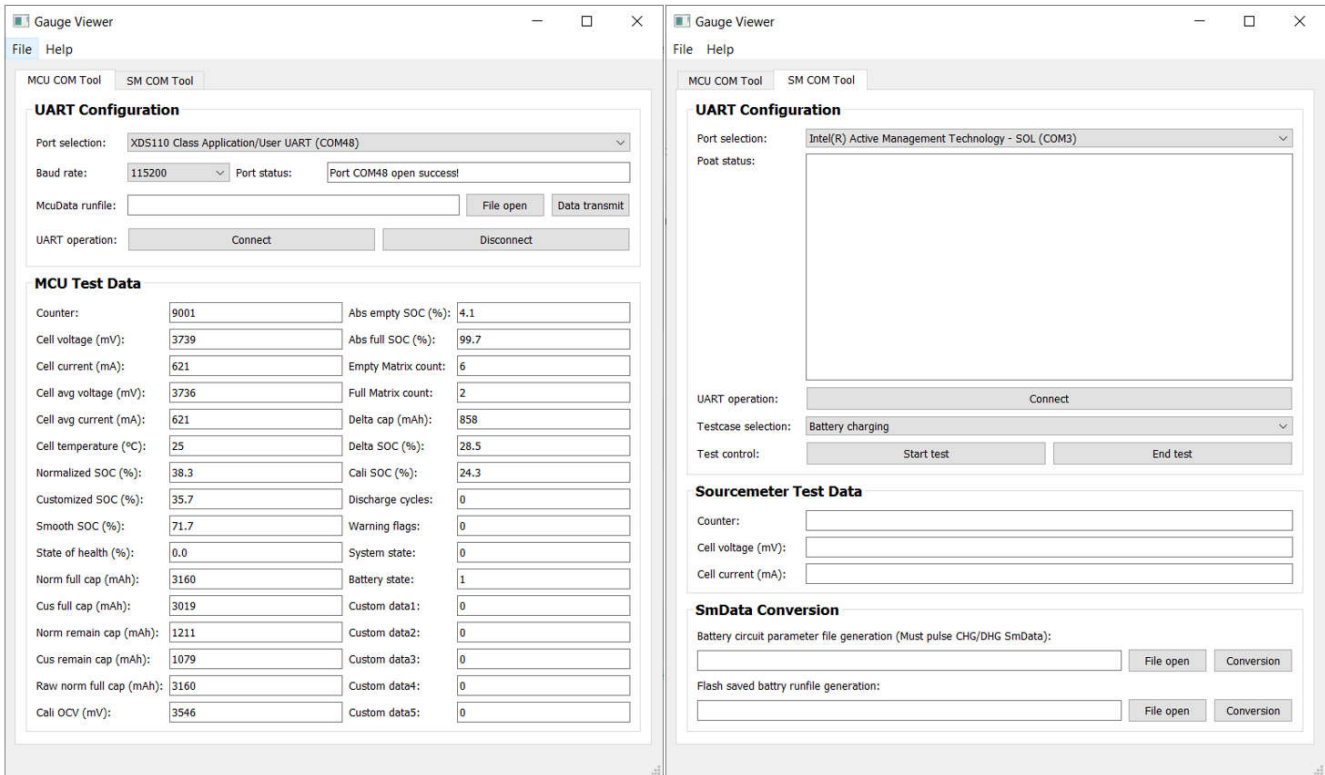 Gauge Viewer
File Help
MCU COM Tool SM COM Tool
UART Configuration
Port selection: XDS110 Class Application/User UART (COM48)
Baud rate: 115200 Port status: Port COM48 open success!
McuData runfile: File open Data transmit
UART operation: Connect Disconnect
MCU Test Data
Counter: 9001 Abs empty SOC (%): 4.1
Cell voltage (mV): 3739 Abs full SOC (%): 99.7
Cell current (mA): 621 Empty Matrix count: 6
Cell avg voltage (mV): 3736 Full Matrix count: 2
Cell avg current (mA): 621 Delta cap (mAh): 858
Cell temperature (ºC): 25 Delta SOC (%): 28.5
Normalized SOC (%): 38.3 Cali SOC (%): 24.3
Customized SOC (%): 35.7 Discharge cycles: 0
Smooth SOC (%): 71.7 Warning flags: 0
State of health (%): 0.0 System state: 0
Norm full cap (mAh): 3160 Battery state: 1
Cus full cap (mAh): 3019 Custom data1: 0
Norm remain cap (mAh): 1211 Custom data2: 0
Cus remain cap (mAh): 1079 Custom data3: 0
Raw norm full cap (mAh): 3160 Custom data4: 0
Cali OCV (mV): 3546 Custom data5: 0
Gauge Viewer
File Help
MCU COM Tool SM COM Tool
UART Configuration
Port selection: Intel(R) Active Management Technology - SOL (COM3)
Poat status:
UART operation: Connect
Testcase selection: Battery charging
Test control: Start test End test
Sourcemeter Test Data
Counter:
Cell voltage (mV):
Cell current (mA):
SmData Conversion
Battery circuit parameter file generation (Must pulse CHG/DHG SmData):
File open Conversion
Flash saved battry runfile generation:
File open Conversion